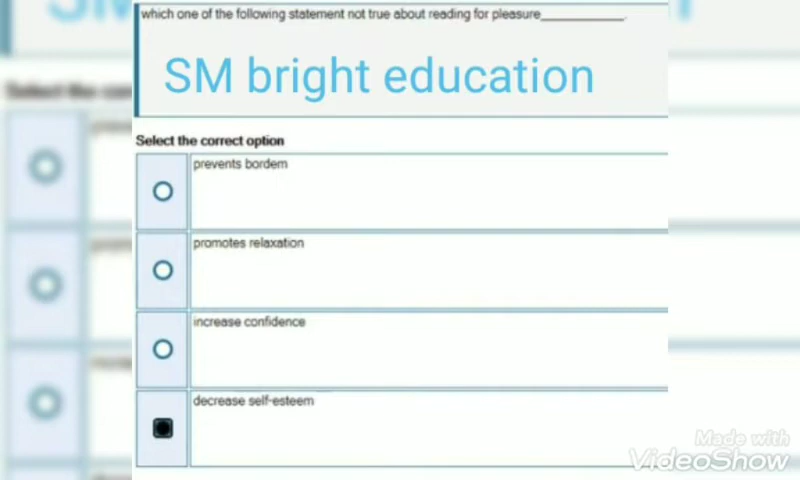 which one of the following statement not true about reading for pleasure____________.
SM bright education
Select the correct option
prevents bordem
promotes relaxation
increase confidence
decrease self-esteem
Made with
VideoShow